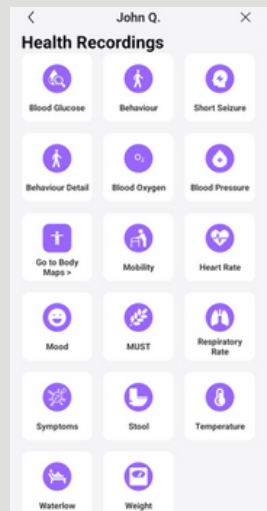 John Q.
Health Recordings
Blood Glucose
Behaviour
Short Seizure
O₂
Behaviour Detail
Blood Oxygen
Blood Pressure
Go to Body
Maps >
Mobility
Heart Rate
Mood
MUST
Respiratory
Rate
Symptoms
Stool
Temperature
Waterlow
Weight